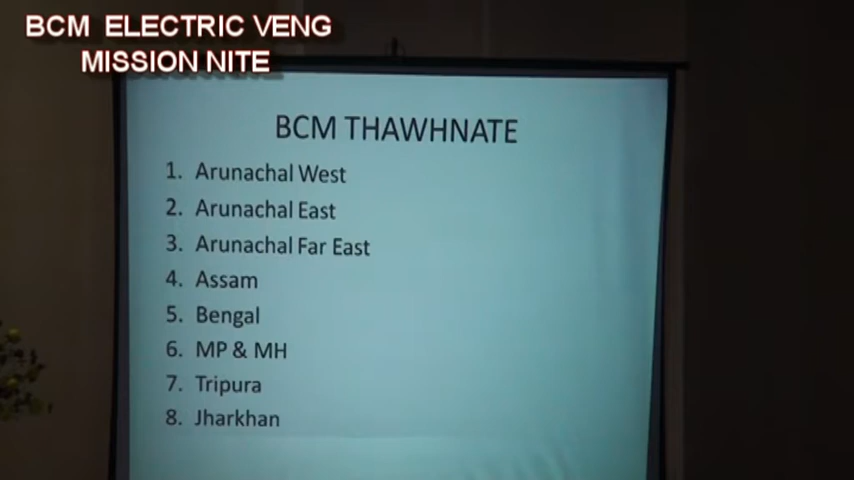 BCM ELECTRIC VENG
MISSION NITE
BCM THAWHNATE
1. Arunachal West
2. Arunachal East
3. Arunachal Far East
4. Assam
5. Bengal
6. MP & MH
7. Tripura
8. Jharkhan